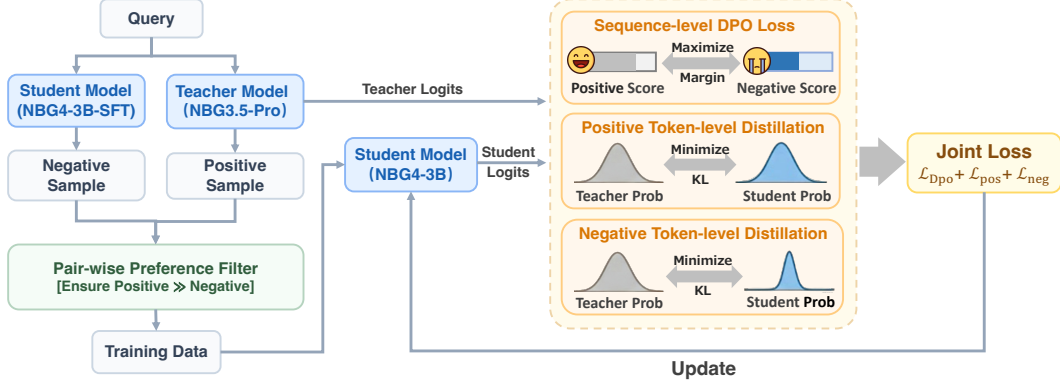 Query
Student Model
(NBG4-3B-SFT)
Teacher Model
(NBG3.5-Pro)
Negative
Sample
Positive
Sample
Pair-wise Preference Filter
[Ensure Positive ≫ Negative]
Training Data
Teacher Logits
Student Model
(NBG4-3B)
Student
Logits
Sequence-level DPO Loss
Maximize
Margin
Positive Score
Negative Score
Positive Token-level Distillation
Minimize
KL
Teacher Prob
Student Prob
Negative Token-level Distillation
Minimize
KL
Teacher Prob
Student Prob
Joint Loss
ℒ_Dpo + ℒ_pos + ℒ_neg
Update